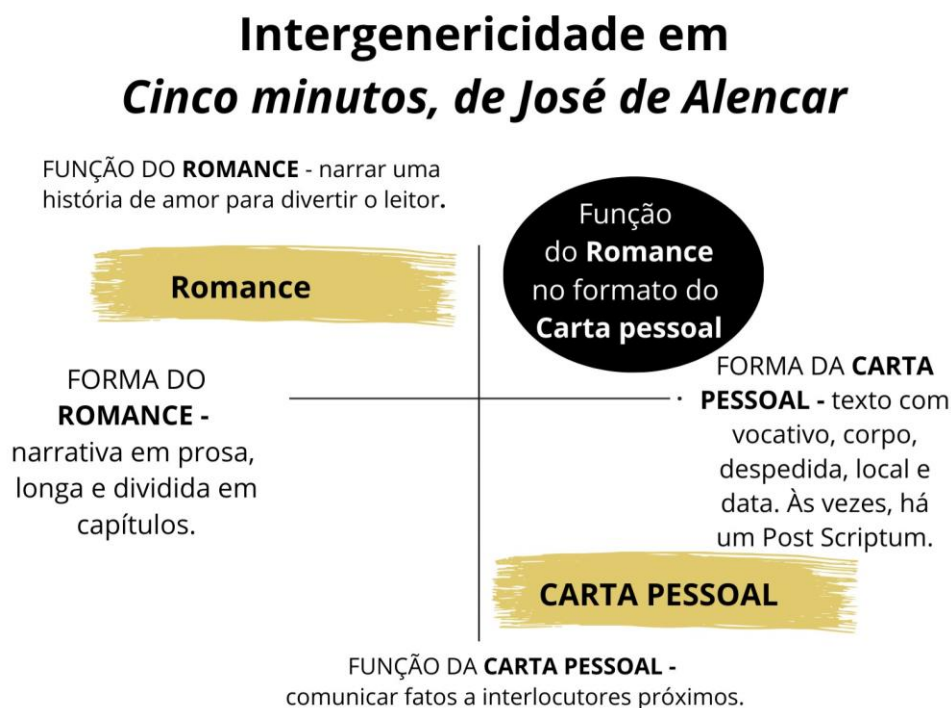 Intergenericidade em
Cinco minutos, de José de Alencar
FUNÇÃO DO ROMANCE - narrar uma
história de amor para divertir o leitor.
Romance
Função
do Romance
no formato do
Carta pessoal
FORMA DO
ROMANCE -
narrativa em prosa,
longa e dividida em
capítulos.
FORMA DA CARTA
PESSOAL - texto com
vocativo, corpo,
despedida, local e
data. Às vezes, há
um Post Scriptum.
CARTA PESSOAL
FUNÇÃO DA CARTA PESSOAL -
comunicar fatos a interlocutores próximos.